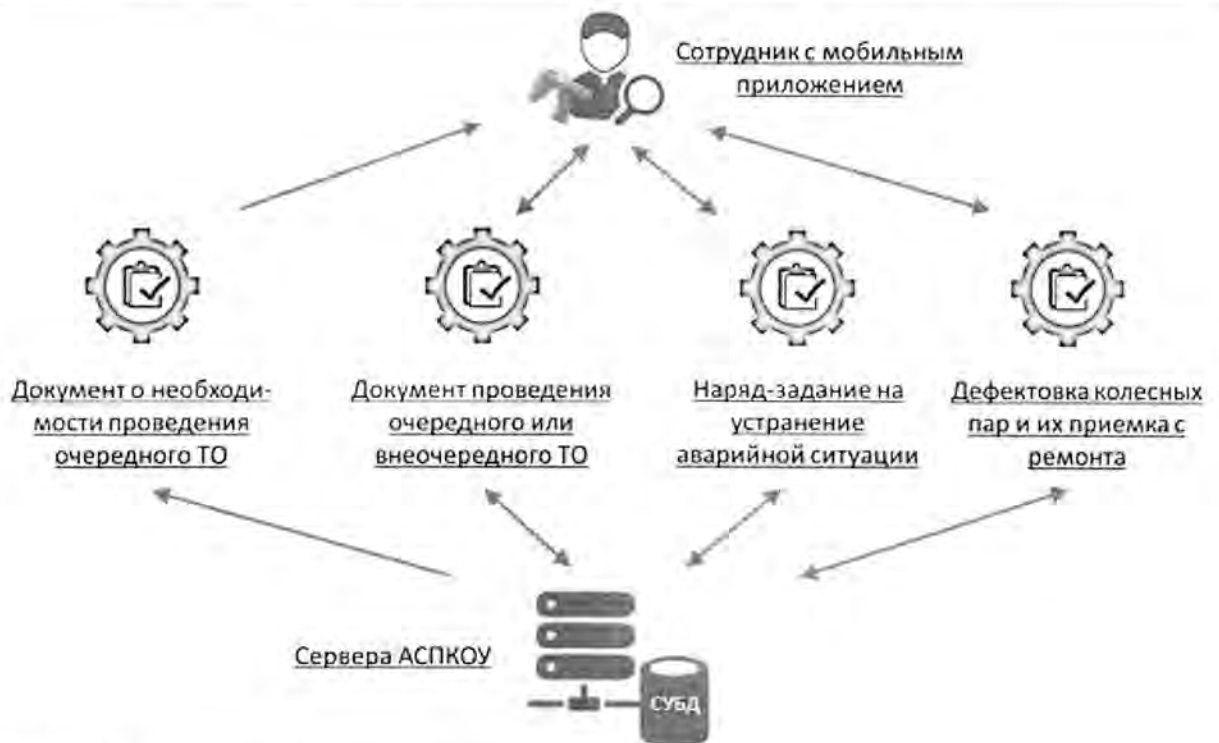 Сотрудник с мобильным
приложением
Документ о необходи-
мости проведения
очередного ТО
Документ проведения
очередного или
внеочередного ТО
Наряд-задание на
устранение
аварийной ситуации
Дефектовка колесных
пар и их приемка с
ремонта
Сервера АСПКОУ
СУБД